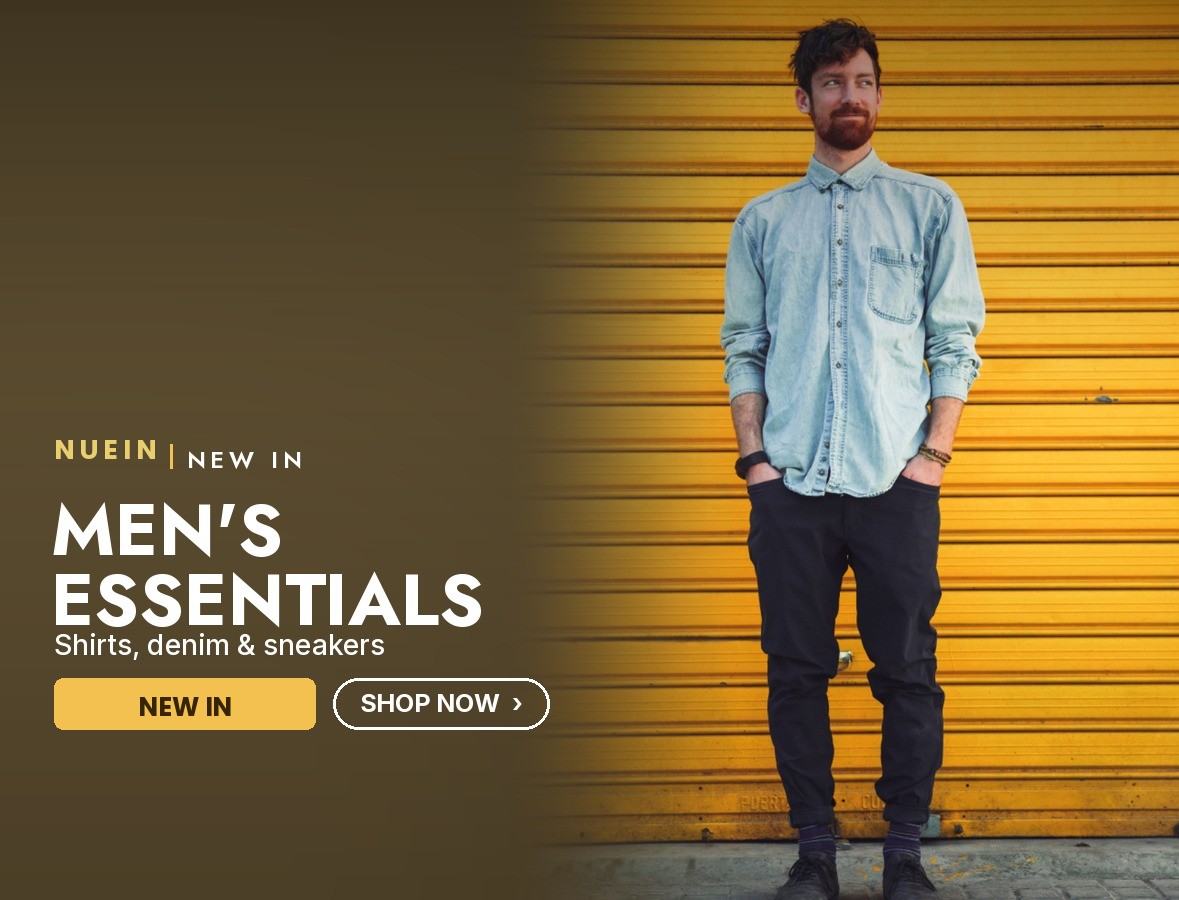 NUEIN | NEW IN
MEN'S
ESSENTIALS
Shirts, denim & sneakers
NEW IN
SHOP NOW ›